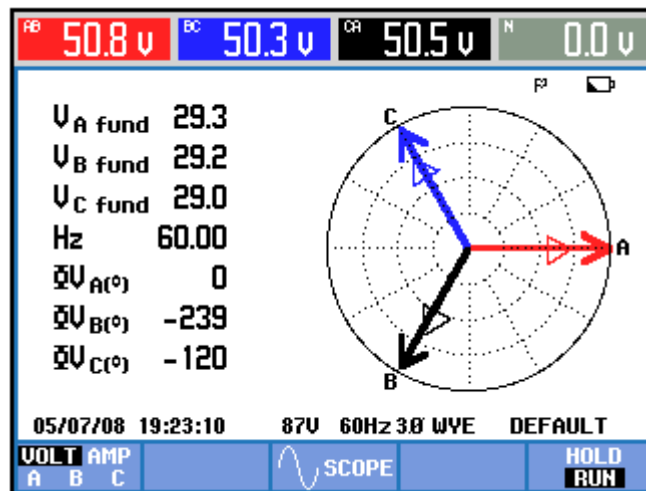 AB 50.8 V BC 50.3 V CA 50.5 V N 0.0 V
VA fund 29.3
VB fund 29.2
VC fund 29.0
Hz 60.00
ΦVA(°) 0
ΦVB(°) -239
ΦVC(°) -120
C
A
B
05/07/08 19:23:10 87V 60Hz 3Ø WYE DEFAULT
VOLT AMP
A B C
SCOPE
HOLD
RUN